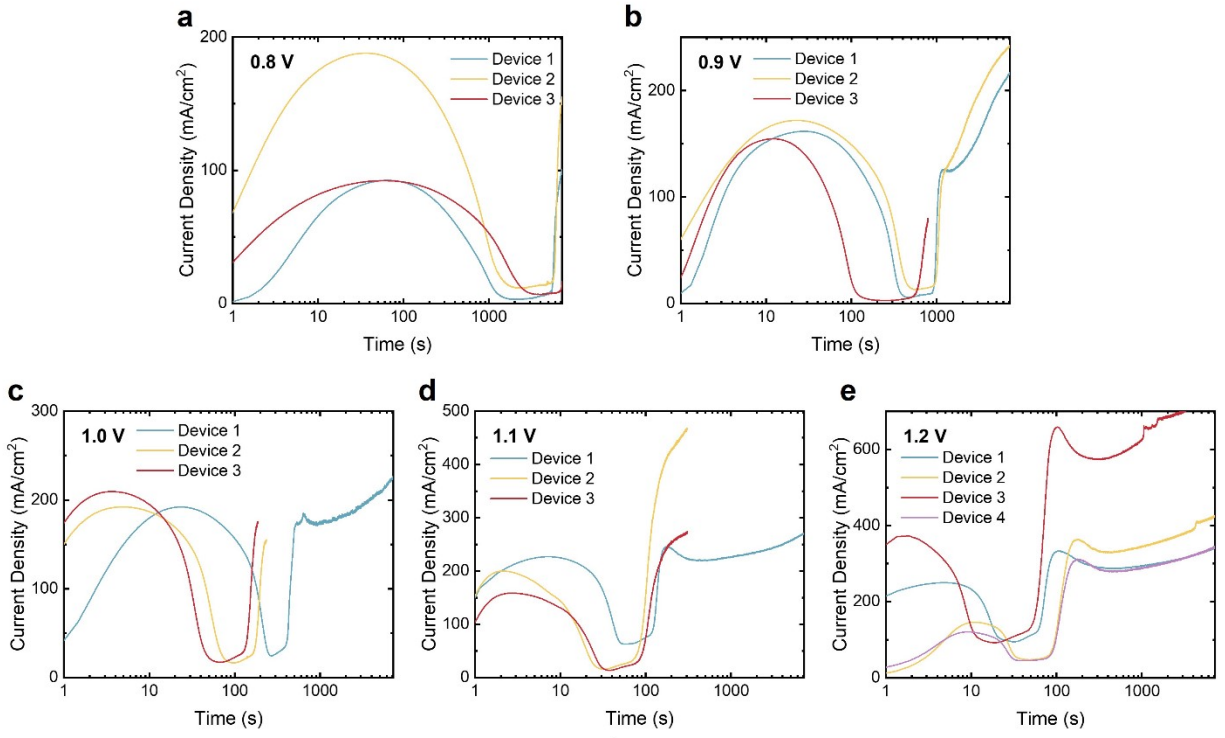 a
0.8 V
Device 1
Device 2
Device 3
200
100
0
Current Density (mA/cm²)
1 10 100 1000
Time (s)
b
0.9 V
Device 1
Device 2
Device 3
200
100
0
Current Density (mA/cm²)
1 10 100 1000
Time (s)
c
1.0 V
Device 1
Device 2
Device 3
300
200
100
0
Current Density (mA/cm²)
1 10 100 1000
Time (s)
d
1.1 V
Device 1
Device 2
Device 3
500
400
300
200
100
0
Current Density (mA/cm²)
1 10 100 1000
Time (s)
e
1.2 V
Device 1
Device 2
Device 3
Device 4
600
400
200
0
Current Density (mA/cm²)
1 10 100 1000
Time (s)